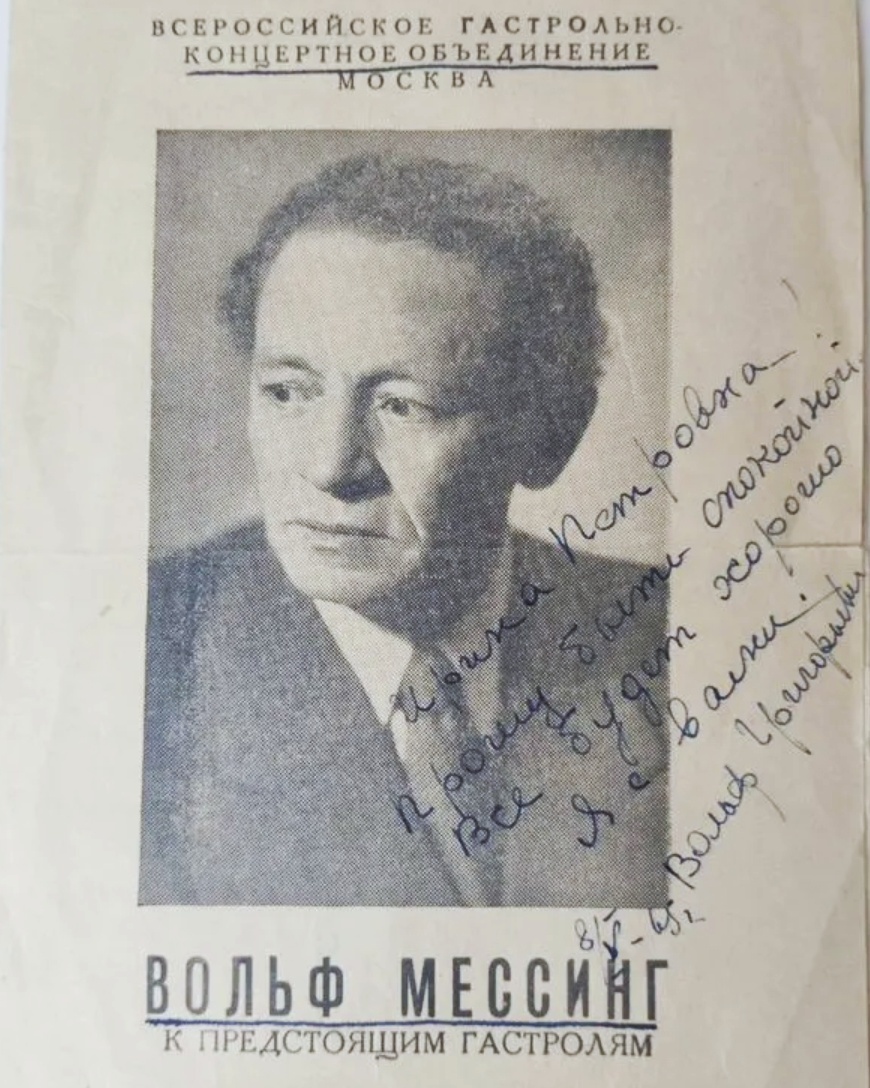 ВСЕРОССИЙСКОЕ ГАСТРОЛЬНО-
КОНЦЕРТНОЕ ОБЪЕДИНЕНИЕ
МОСКВА
Ирина Петровна
прошу быть спокойной.
Все будет хорошо
Я с вами!
Вольф Григорьевич
ВОЛЬФ МЕССИНГ
К ПРЕДСТОЯЩИМ ГАСТРОЛЯМ